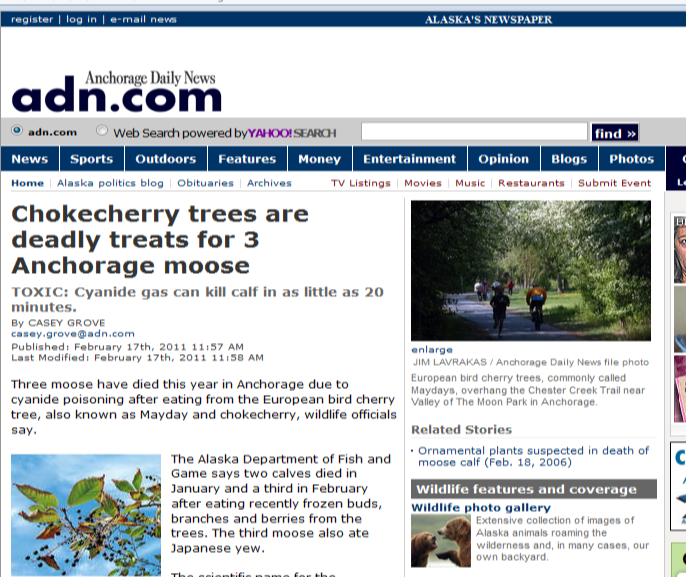 register | log in | e-mail news
ALASKA'S NEWSPAPER
Anchorage Daily News
adn.com
adn.com Web Search powered by YAHOO! SEARCH find »
News Sports Outdoors Features Money Entertainment Opinion Blogs Photos
Home | Alaska politics blog | Obituaries | Archives TV Listings | Movies | Music | Restaurants | Submit Event
Chokecherry trees are
deadly treats for 3
Anchorage moose
TOXIC: Cyanide gas can kill calf in as little as 20
minutes.
By CASEY GROVE
casey.grove@adn.com
Published: February 17th, 2011 11:57 AM
Last Modified: February 17th, 2011 11:58 AM
Three moose have died this year in Anchorage due to
cyanide poisoning after eating from the European bird cherry
tree, also known as Mayday and chokecherry, wildlife officials
say.
The Alaska Department of Fish and
Game says two calves died in
January and a third in February
after eating recently frozen buds,
branches and berries from the
trees. The third moose also ate
Japanese yew.
The scientific name for the
enlarge
JIM LAVRAKAS / Anchorage Daily News file photo
European bird cherry trees, commonly called
Maydays, overhang the Chester Creek Trail near
Valley of The Moon Park in Anchorage.
Related Stories
· Ornamental plants suspected in death of
moose calf (Feb. 18, 2006)
Wildlife features and coverage
Wildlife photo gallery
Extensive collection of images of
Alaska animals roaming the
wilderness and, in many cases, our
own backyard.